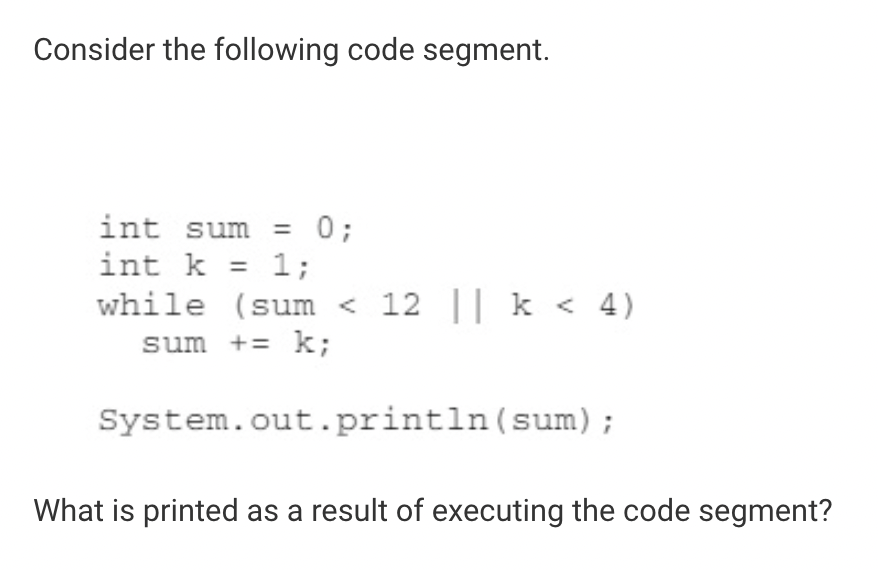 Consider the following code segment.
int sum = 0;
int k = 1;
while (sum < 12 || k < 4)
sum += k;
System.out.println(sum);
What is printed as a result of executing the code segment?